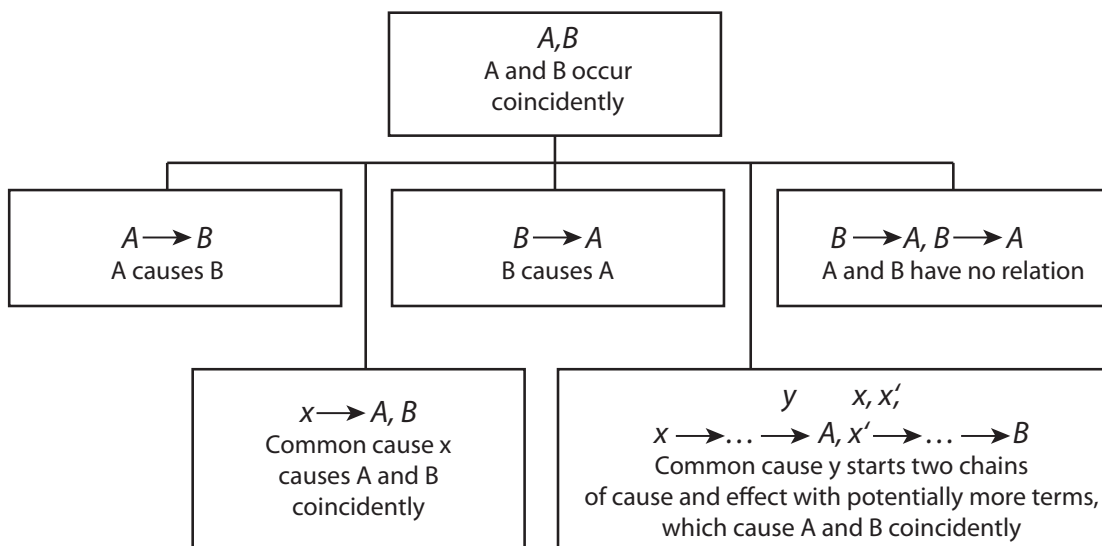 A,B
A and B occur
coincidently
A → B
A causes B
B → A
B causes A
B → A, B → A
A and B have no relation
x → A, B
Common cause x
causes A and B
coincidently
y x, x‘,
x → … → A, x‘ → … → B
Common cause y starts two chains
of cause and effect with potentially more terms,
which cause A and B coincidently